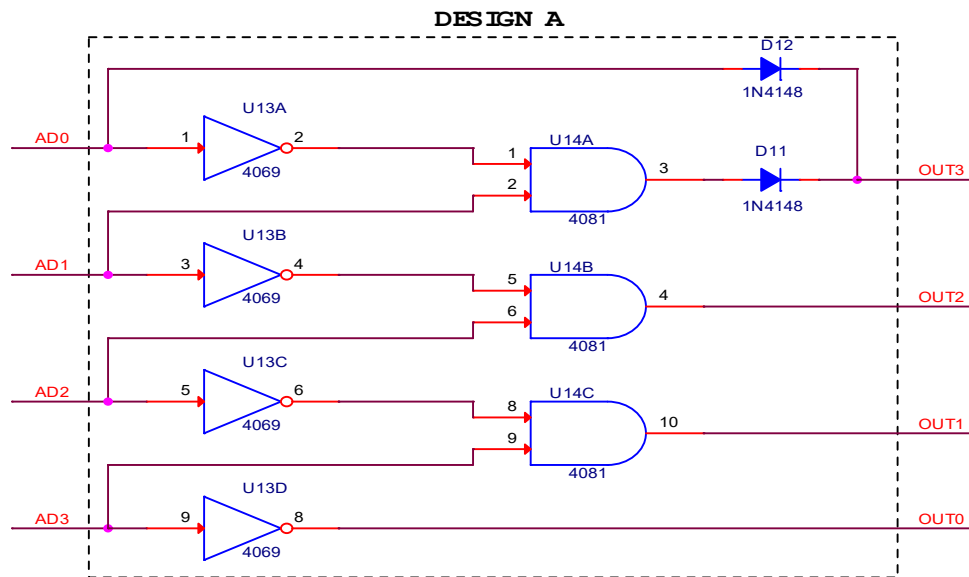 DESIGN A
D12
1N4148
U13A
AD0
1
2
4069
U14A
1
2
3
4081
D11
1N4148
OUT3
U13B
AD1
3
4
4069
U14B
5
6
4
4081
OUT2
U13C
AD2
5
6
4069
U14C
8
9
10
4081
OUT1
U13D
AD3
9
8
4069
OUT0